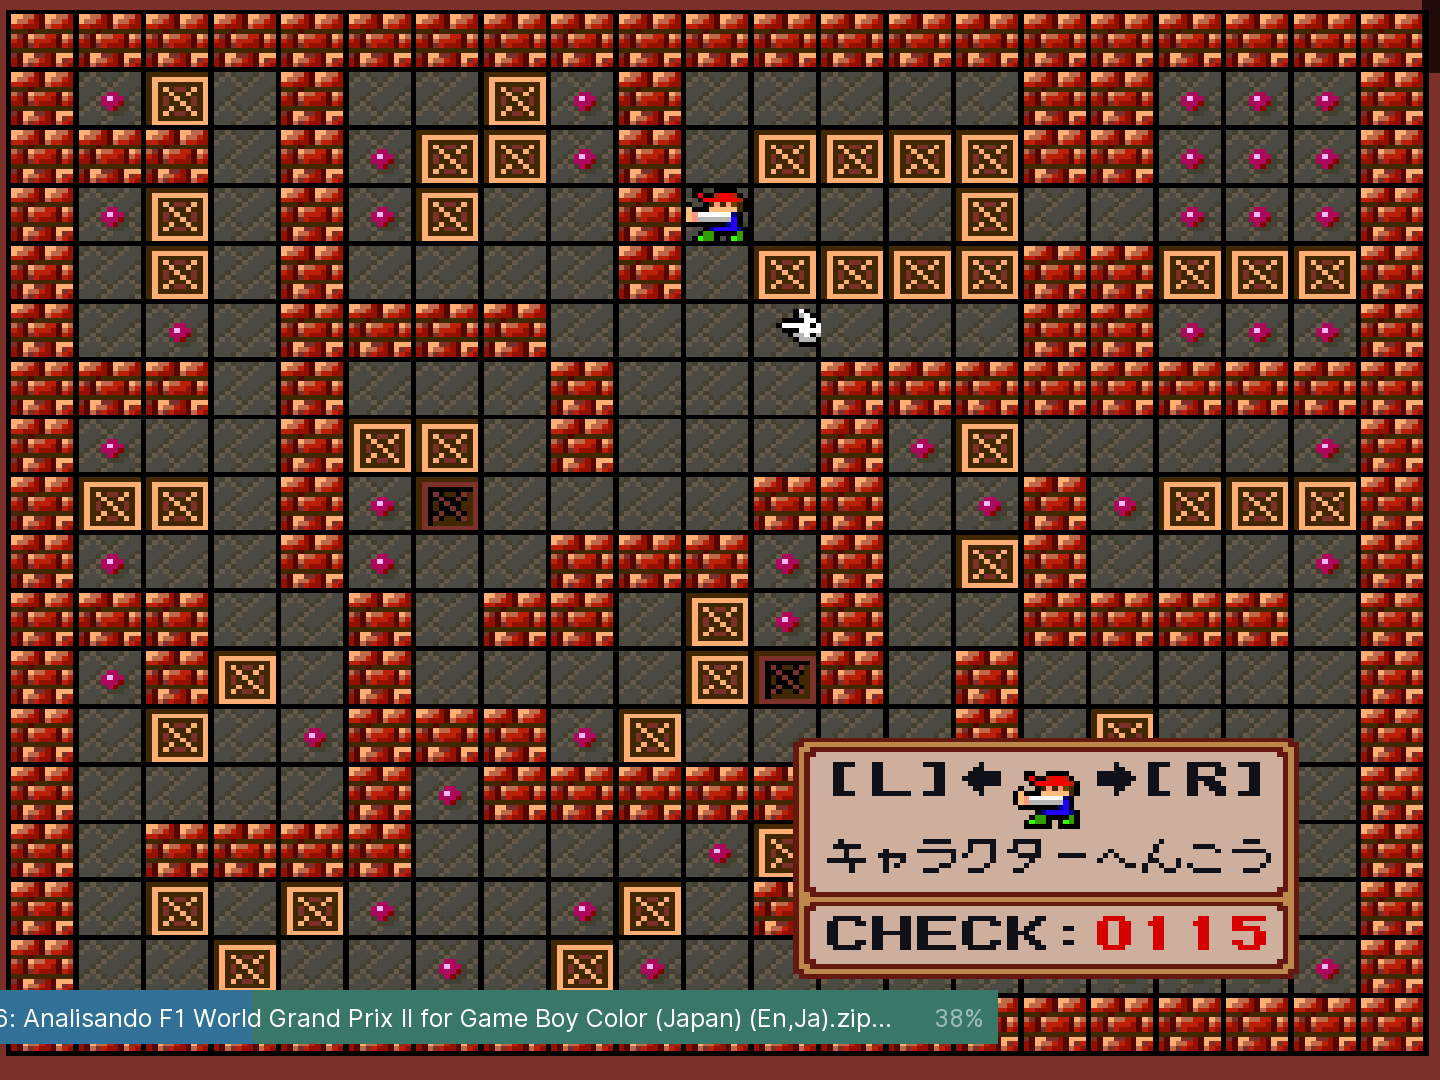 [L]←→[R]
キャラクターへんこう
CHECK:0115
6: Analisando F1 World Grand Prix II for Game Boy Color (Japan) (En,Ja).zip... 38%